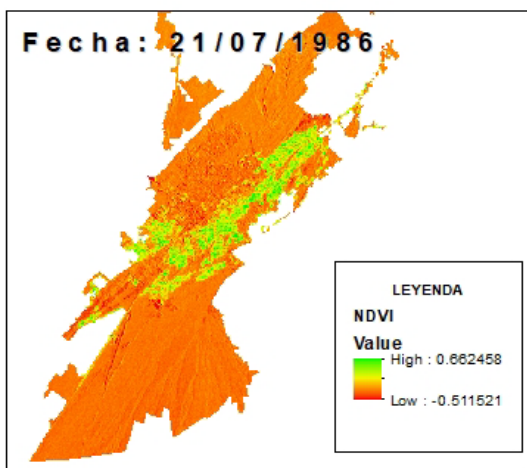 Fecha: 21/07/1986
LEYENDA
NDVI
Value
High : 0.662458
Low : -0.511521